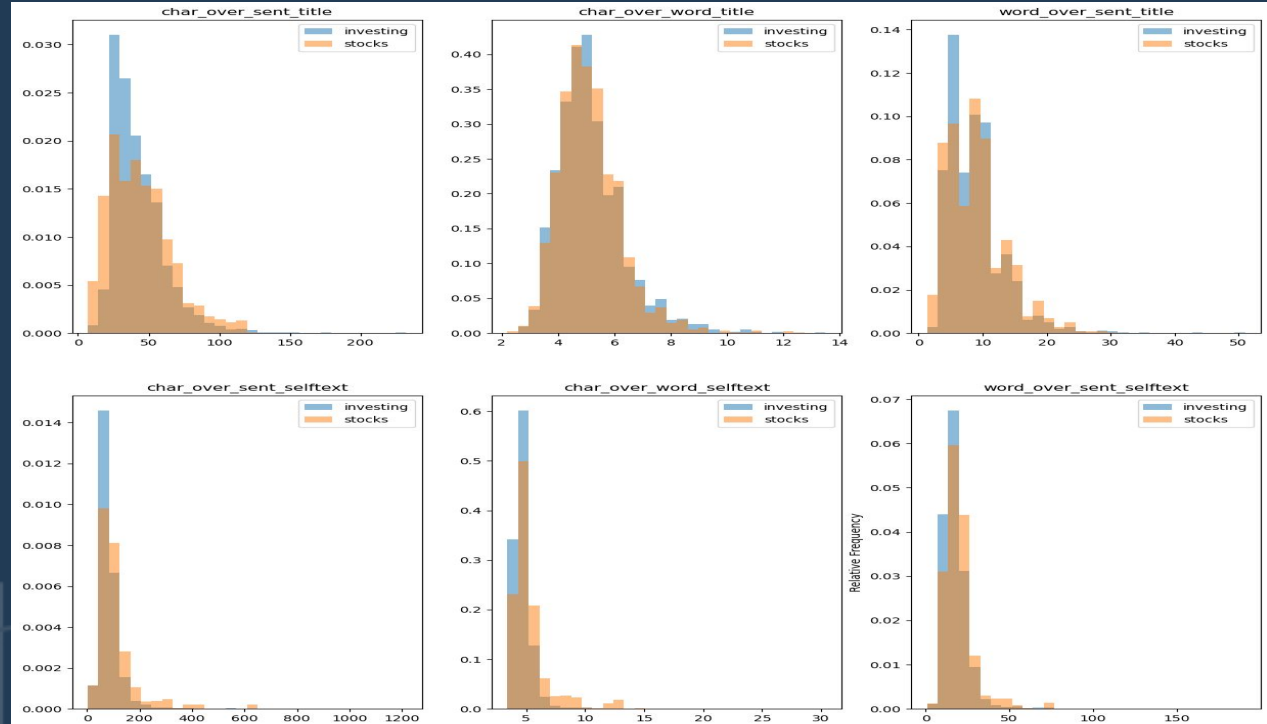 char_over_sent_title
0.030
0.025
0.020
0.015
0.010
0.005
0.000
0 50 100 150 200
investing
stocks
char_over_word_title
0.40
0.35
0.30
0.25
0.20
0.15
0.10
0.05
0.00
2 4 6 8 10 12 14
investing
stocks
word_over_sent_title
0.14
0.12
0.10
0.08
0.06
0.04
0.02
0.00
0 10 20 30 40 50
investing
stocks
char_over_sent_selftext
0.014
0.012
0.010
0.008
0.006
0.004
0.002
0.000
0 200 400 600 800 1000 1200
investing
stocks
char_over_word_selftext
0.6
0.5
0.4
0.3
0.2
0.1
0.0
5 10 15 20 25 30
investing
stocks
word_over_sent_selftext
Relative Frequency
0.07
0.06
0.05
0.04
0.03
0.02
0.01
0.00
0 50 100 150
investing
stocks